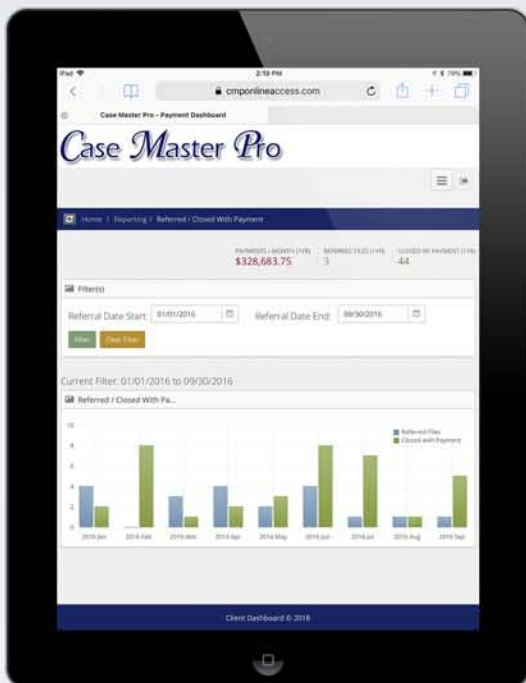 iPad 2:19 PM 70%
cmponlineaccess.com
Case Master Pro - Payment Dashboard
Case Master Pro
Home / Reporting / Referred / Closed With Payment
PAYMENTS / MONTH (1YR) REFERRED FILES (1YR) CLOSED W/ PAYMENT (1YR)
$328,683.75 3 44
Filter(s)
Referral Date Start: 01/01/2016 Referral Date End: 09/30/2016
Filter Clear Filter
Current Filter: 01/01/2016 to 09/30/2016
Referred / Closed With Pa...
Referred Files
Closed with Payment
10
8
6
4
2
0
2016 Jan 2016 Feb 2016 Mar 2016 Apr 2016 May 2016 Jun 2016 Jul 2016 Aug 2016 Sep
Client Dashboard © 2016